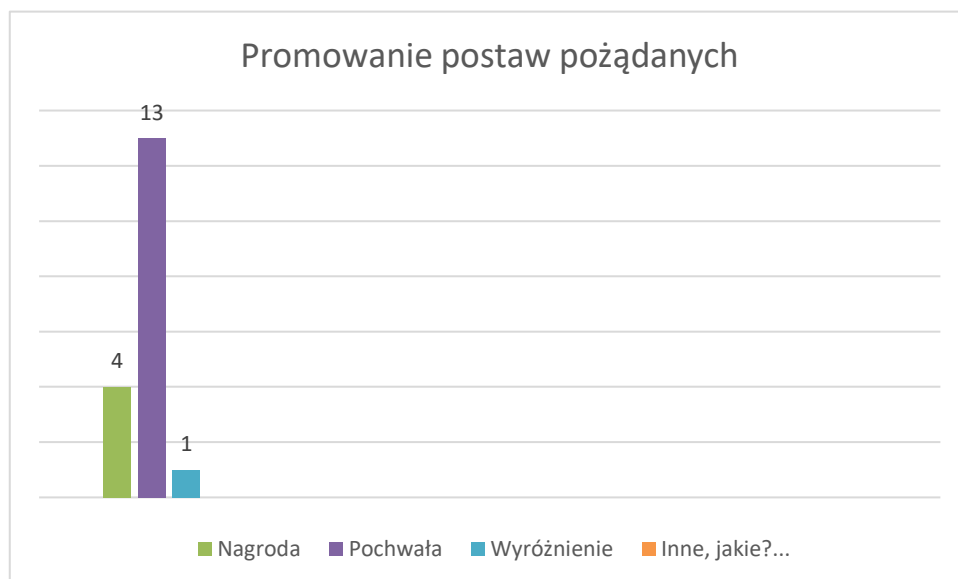 Promowanie postaw pożądanych
13
4
1
Nagroda Pochwała Wyróżnienie Inne, jakie?...